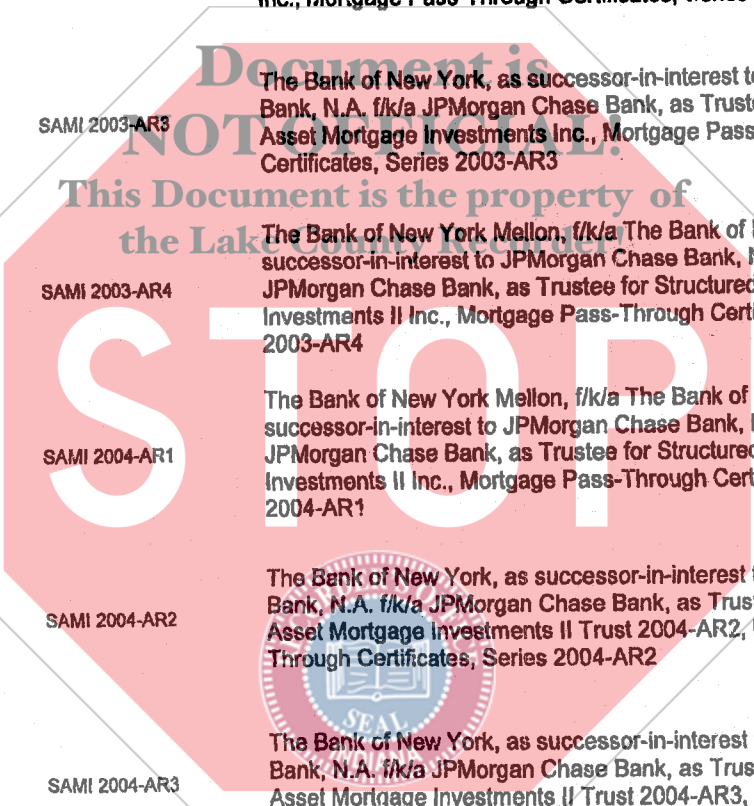 Inc., Mortgage Pass-Through Certificates, Series
Document is
NOT OFFICIAL!
This Document is the property of
the Lake County Recorder!
STOP
SAMI 2003-AR3
The Bank of New York, as successor-in-interest to
Bank, N.A. f/k/a JPMorgan Chase Bank, as Trust
Asset Mortgage Investments Inc., Mortgage Pass
Certificates, Series 2003-AR3
SAMI 2003-AR4
The Bank of New York Mellon, f/k/a The Bank of
successor-in-interest to JPMorgan Chase Bank, N
JPMorgan Chase Bank, as Trustee for Structured
Investments II Inc., Mortgage Pass-Through Certi
2003-AR4
SAMI 2004-AR1
The Bank of New York Mellon, f/k/a The Bank of
successor-in-interest to JPMorgan Chase Bank,
JPMorgan Chase Bank, as Trustee for Structured
Investments II Inc., Mortgage Pass-Through Cert
2004-AR1
SAMI 2004-AR2
The Bank of New York, as successor-in-interest
Bank, N.A. f/k/a JPMorgan Chase Bank, as Trus
Asset Mortgage Investments II Trust 2004-AR2,
Through Certificates, Series 2004-AR2
SEAL
INDIANA
SAMI 2004-AR3
The Bank of New York, as successor-in-interest
Bank, N.A. f/k/a JPMorgan Chase Bank, as Trus
Asset Mortgage Investments II Trust 2004-AR3,